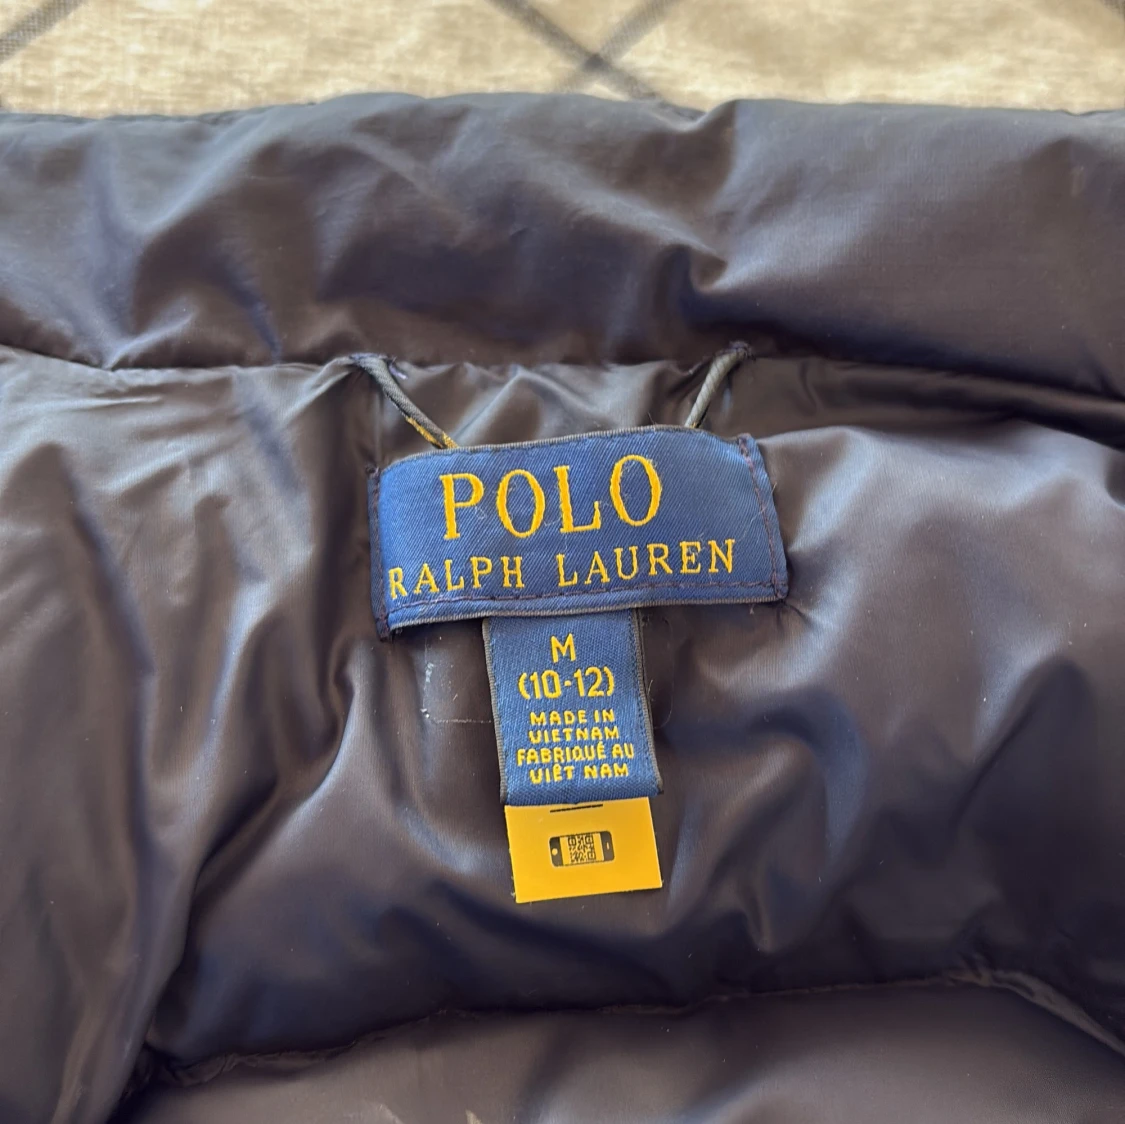 POLO
RALPH LAUREN
M
(10-12)
MADE IN
VIETNAM
FABRIQUÉ AU
VIÊT NAM